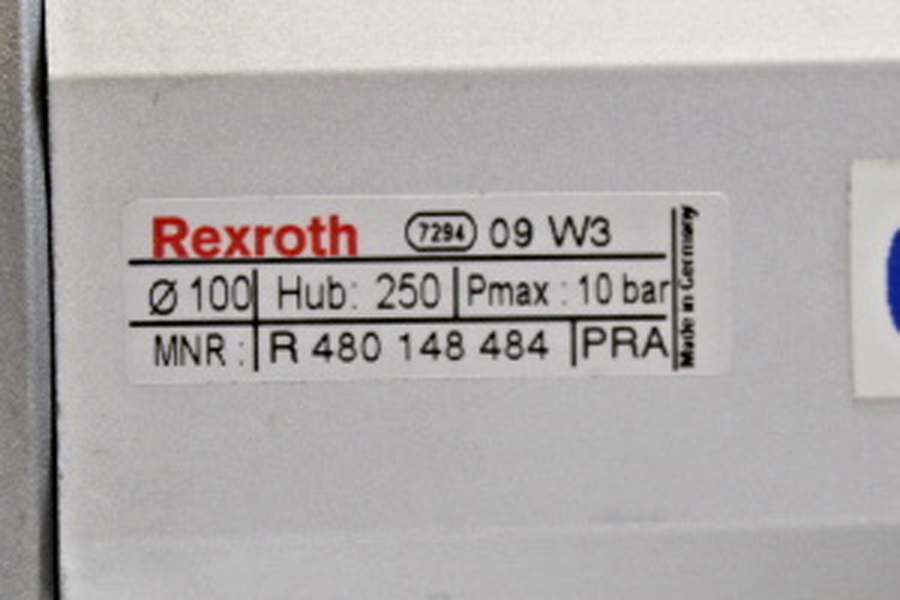 Rexroth 7294 09 W3
Ø 100 Hub: 250 Pmax : 10 bar
MNR : R 480 148 484 PRA
Made in Germany